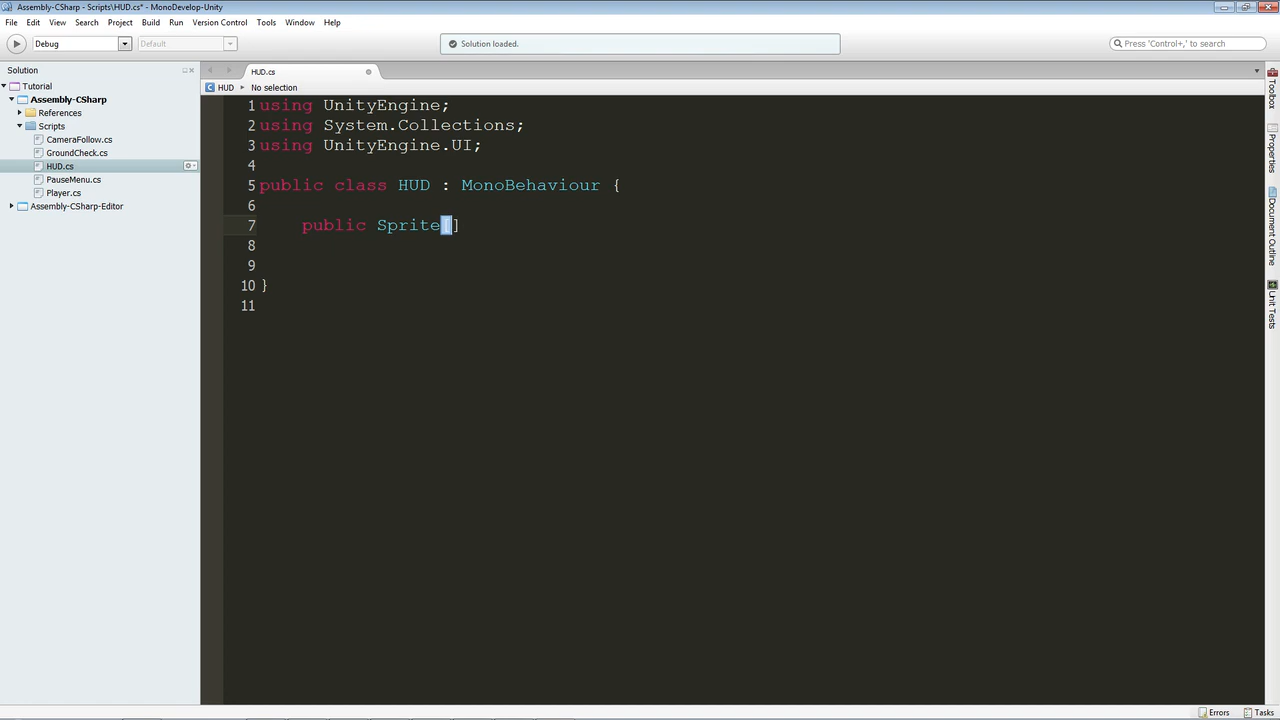 Assembly-CSharp - Scripts\HUD.cs* - MonoDevelop-Unity
File Edit View Search Project Build Run Version Control Tools Window Help
Debug Default Solution loaded. Press 'Control+,' to search
Solution
HUD.cs
HUD No selection
Tutorial
Assembly-CSharp
References
Scripts
CameraFollow.cs
GroundCheck.cs
HUD.cs
PauseMenu.cs
Player.cs
Assembly-CSharp-Editor
1 using UnityEngine;
2 using System.Collections;
3 using UnityEngine.UI;
4
5 public class HUD : MonoBehaviour {
6
7 public Sprite[]
8
9
10 }
11
Toolbox
Properties
Document Outline
Unit Tests
Errors Tasks